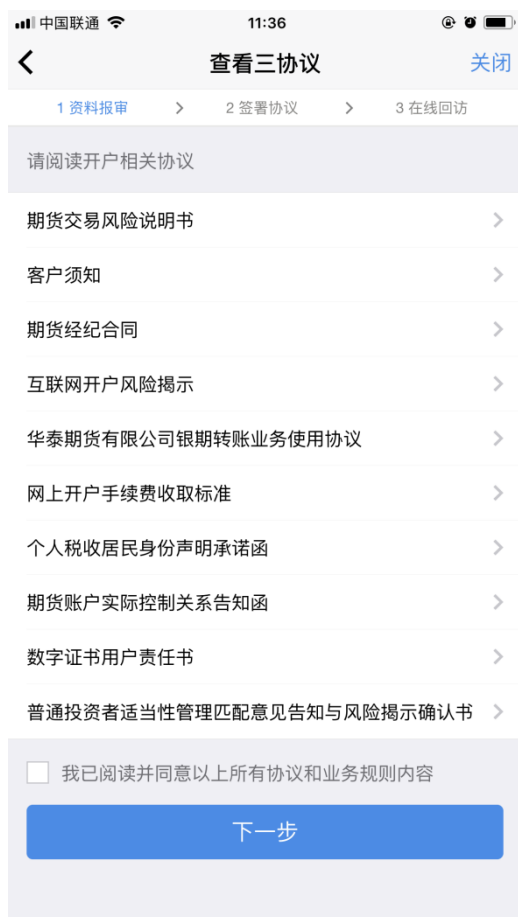 中国联通
11:36
查看三协议
关闭
1 资料报审 > 2 签署协议 > 3 在线回访
请阅读开户相关协议
期货交易风险说明书
客户须知
期货经纪合同
互联网开户风险揭示
华泰期货有限公司银期转账业务使用协议
网上开户手续费收取标准
个人税收居民身份声明承诺函
期货账户实际控制关系告知函
数字证书用户责任书
普通投资者适当性管理匹配意见告知与风险揭示确认书
我已阅读并同意以上所有协议和业务规则内容
下一步